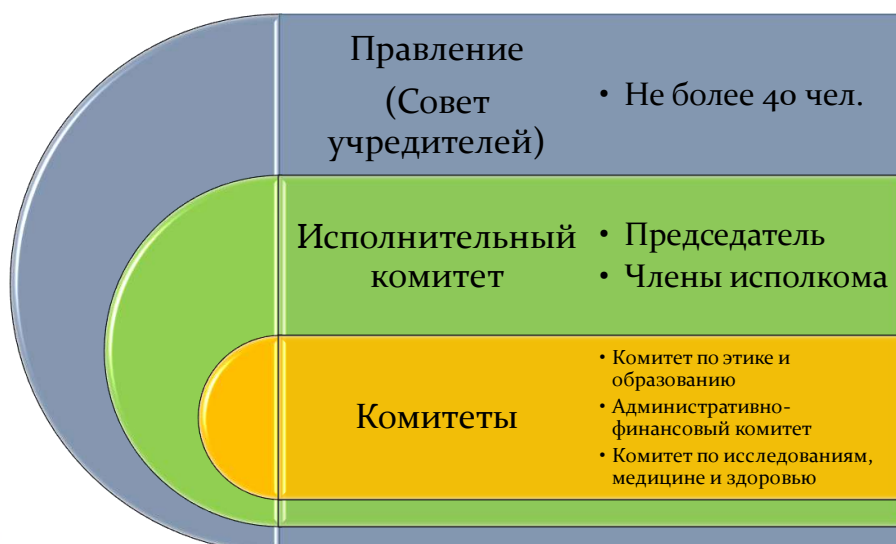 Правление
(Совет
учредителей)
• Не более 40 чел.
Исполнительный
комитет
• Председатель
• Члены исполкома
Комитеты
• Комитет по этике и
образованию
• Административно-
финансовый комитет
• Комитет по исследованиям,
медицине и здоровью